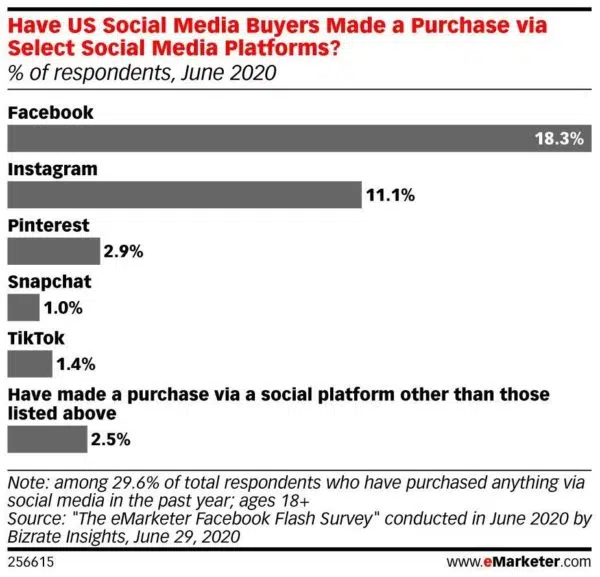 Have US Social Media Buyers Made a Purchase via
Select Social Media Platforms?
% of respondents, June 2020
Facebook
18.3%
Instagram
11.1%
Pinterest
2.9%
Snapchat
1.0%
TikTok
1.4%
Have made a purchase via a social platform other than those
listed above
2.5%
Note: among 29.6% of total respondents who have purchased anything via
social media in the past year; ages 18+
Source: "The eMarketer Facebook Flash Survey" conducted in June 2020 by
Bizrate Insights, June 29, 2020
256615
www.eMarketer.com